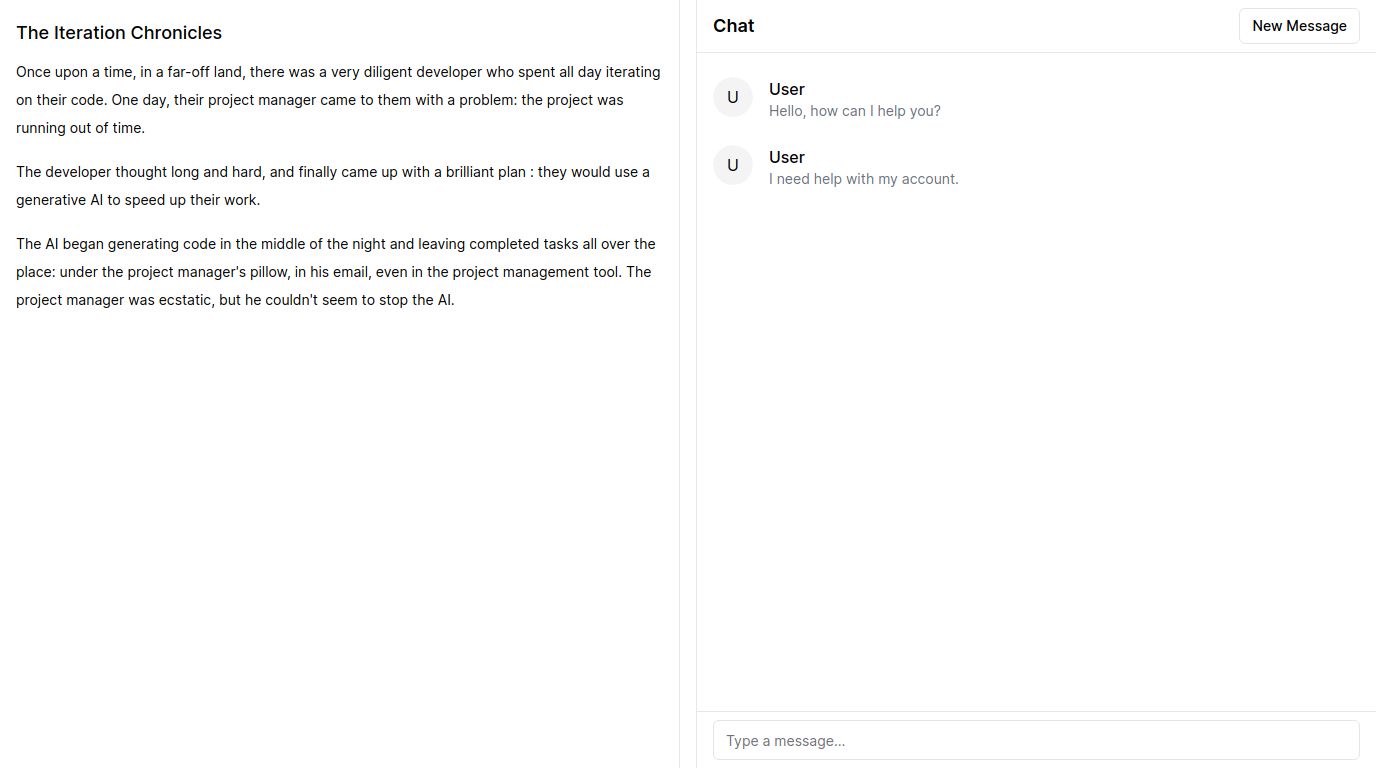 The Iteration Chronicles
Once upon a time, in a far-off land, there was a very diligent developer who spent all day iterating
on their code. One day, their project manager came to them with a problem: the project was
running out of time.
The developer thought long and hard, and finally came up with a brilliant plan : they would use a
generative AI to speed up their work.
The AI began generating code in the middle of the night and leaving completed tasks all over the
place: under the project manager's pillow, in his email, even in the project management tool. The
project manager was ecstatic, but he couldn't seem to stop the AI.
Chat
New Message
U
User
Hello, how can I help you?
U
User
I need help with my account.
Type a message...